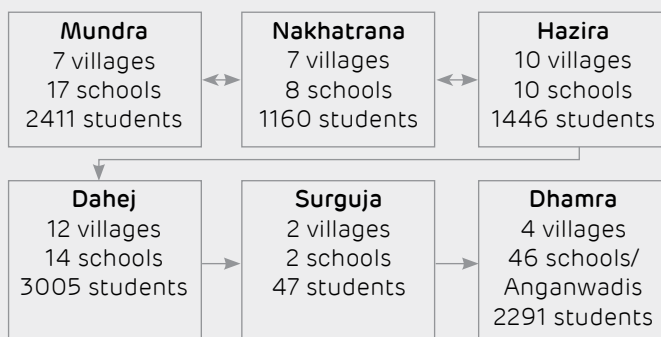 Mundra
7 villages
17 schools
2411 students
Nakhatrana
7 villages
8 schools
1160 students
Hazira
10 villages
10 schools
1446 students
Dahej
12 villages
14 schools
3005 students
Surguja
2 villages
2 schools
47 students
Dhamra
4 villages
46 schools/
Anganwadis
2291 students